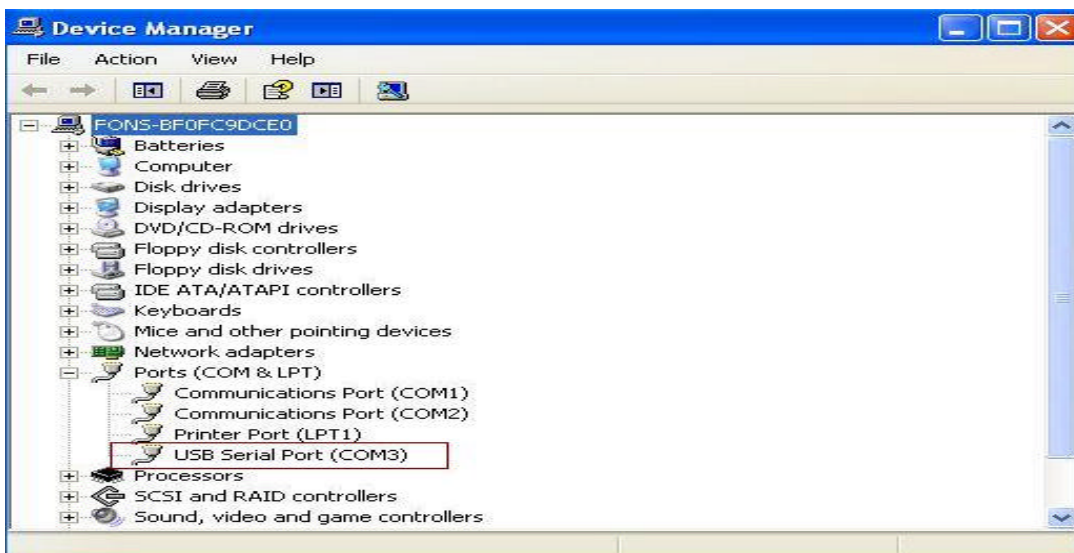 Device Manager
File Action View Help
FONS-BF0FC9DCE0
Batteries
Computer
Disk drives
Display adapters
DVD/CD-ROM drives
Floppy disk controllers
Floppy disk drives
IDE ATA/ATAPI controllers
Keyboards
Mice and other pointing devices
Network adapters
Ports (COM & LPT)
Communications Port (COM1)
Communications Port (COM2)
Printer Port (LPT1)
USB Serial Port (COM3)
Processors
SCSI and RAID controllers
Sound, video and game controllers